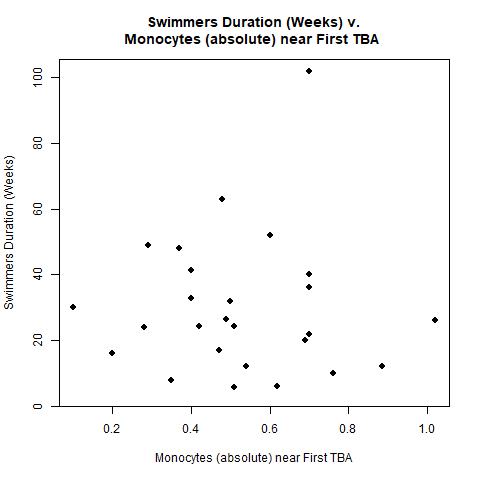 Swimmers Duration (Weeks) v.
Monocytes (absolute) near First TBA
Swimmers Duration (Weeks)
100
80
60
40
20
0
0.2 0.4 0.6 0.8 1.0
Monocytes (absolute) near First TBA